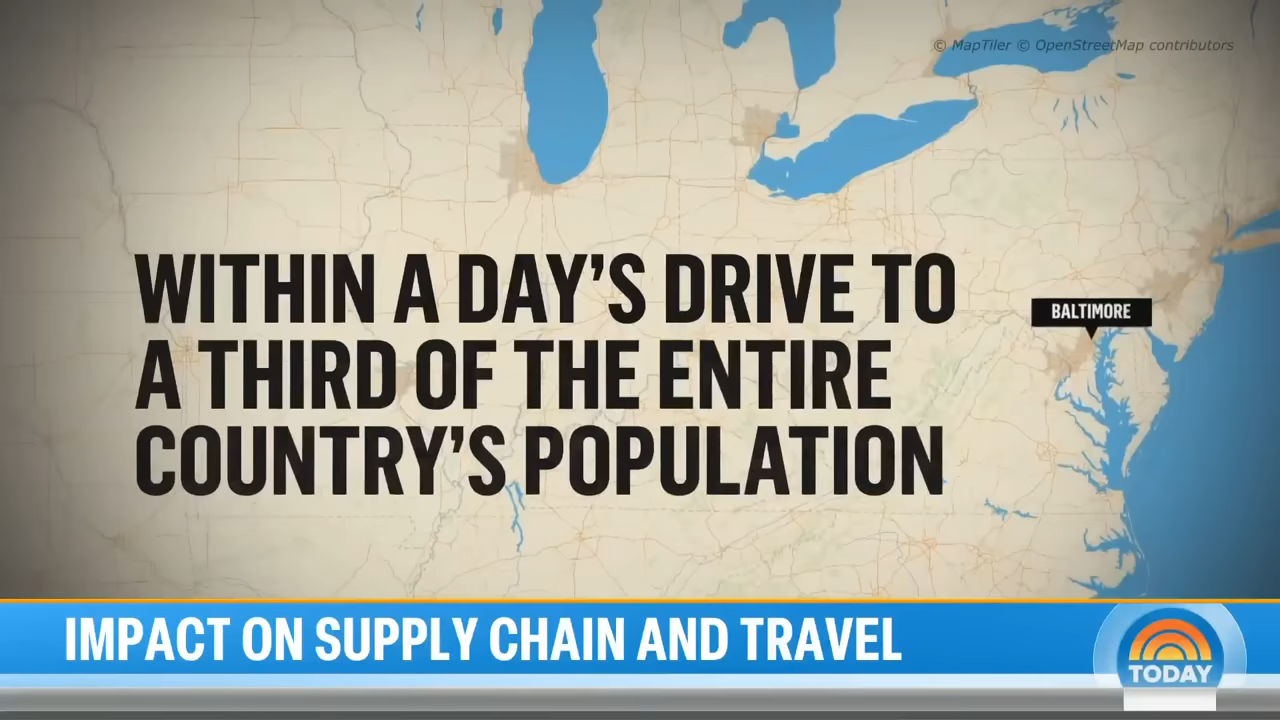 © MapTiler © OpenStreetMap contributors
WITHIN A DAY’S DRIVE TO
A THIRD OF THE ENTIRE
COUNTRY’S POPULATION
BALTIMORE
IMPACT ON SUPPLY CHAIN AND TRAVEL
TODAY